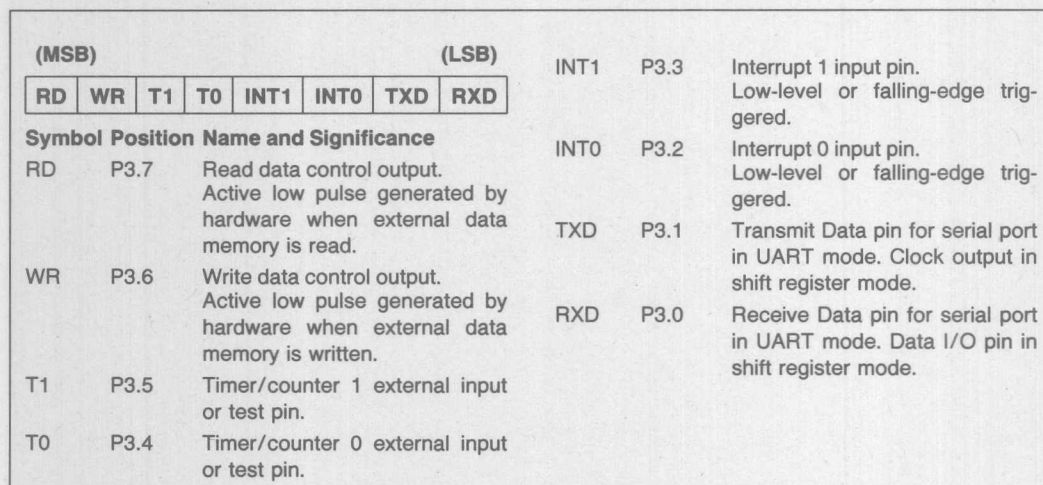 (MSB) (LSB)
RD WR T1 T0 INT1 INT0 TXD RXD
Symbol Position Name and Significance
RD P3.7 Read data control output.
Active low pulse generated by
hardware when external data
memory is read.
WR P3.6 Write data control output.
Active low pulse generated by
hardware when external data
memory is written.
T1 P3.5 Timer/counter 1 external input
or test pin.
T0 P3.4 Timer/counter 0 external input
or test pin.
INT1 P3.3 Interrupt 1 input pin.
Low-level or falling-edge trig-
gered.
INT0 P3.2 Interrupt 0 input pin.
Low-level or falling-edge trig-
gered.
TXD P3.1 Transmit Data pin for serial port
in UART mode. Clock output in
shift register mode.
RXD P3.0 Receive Data pin for serial port
in UART mode. Data I/O pin in
shift register mode.